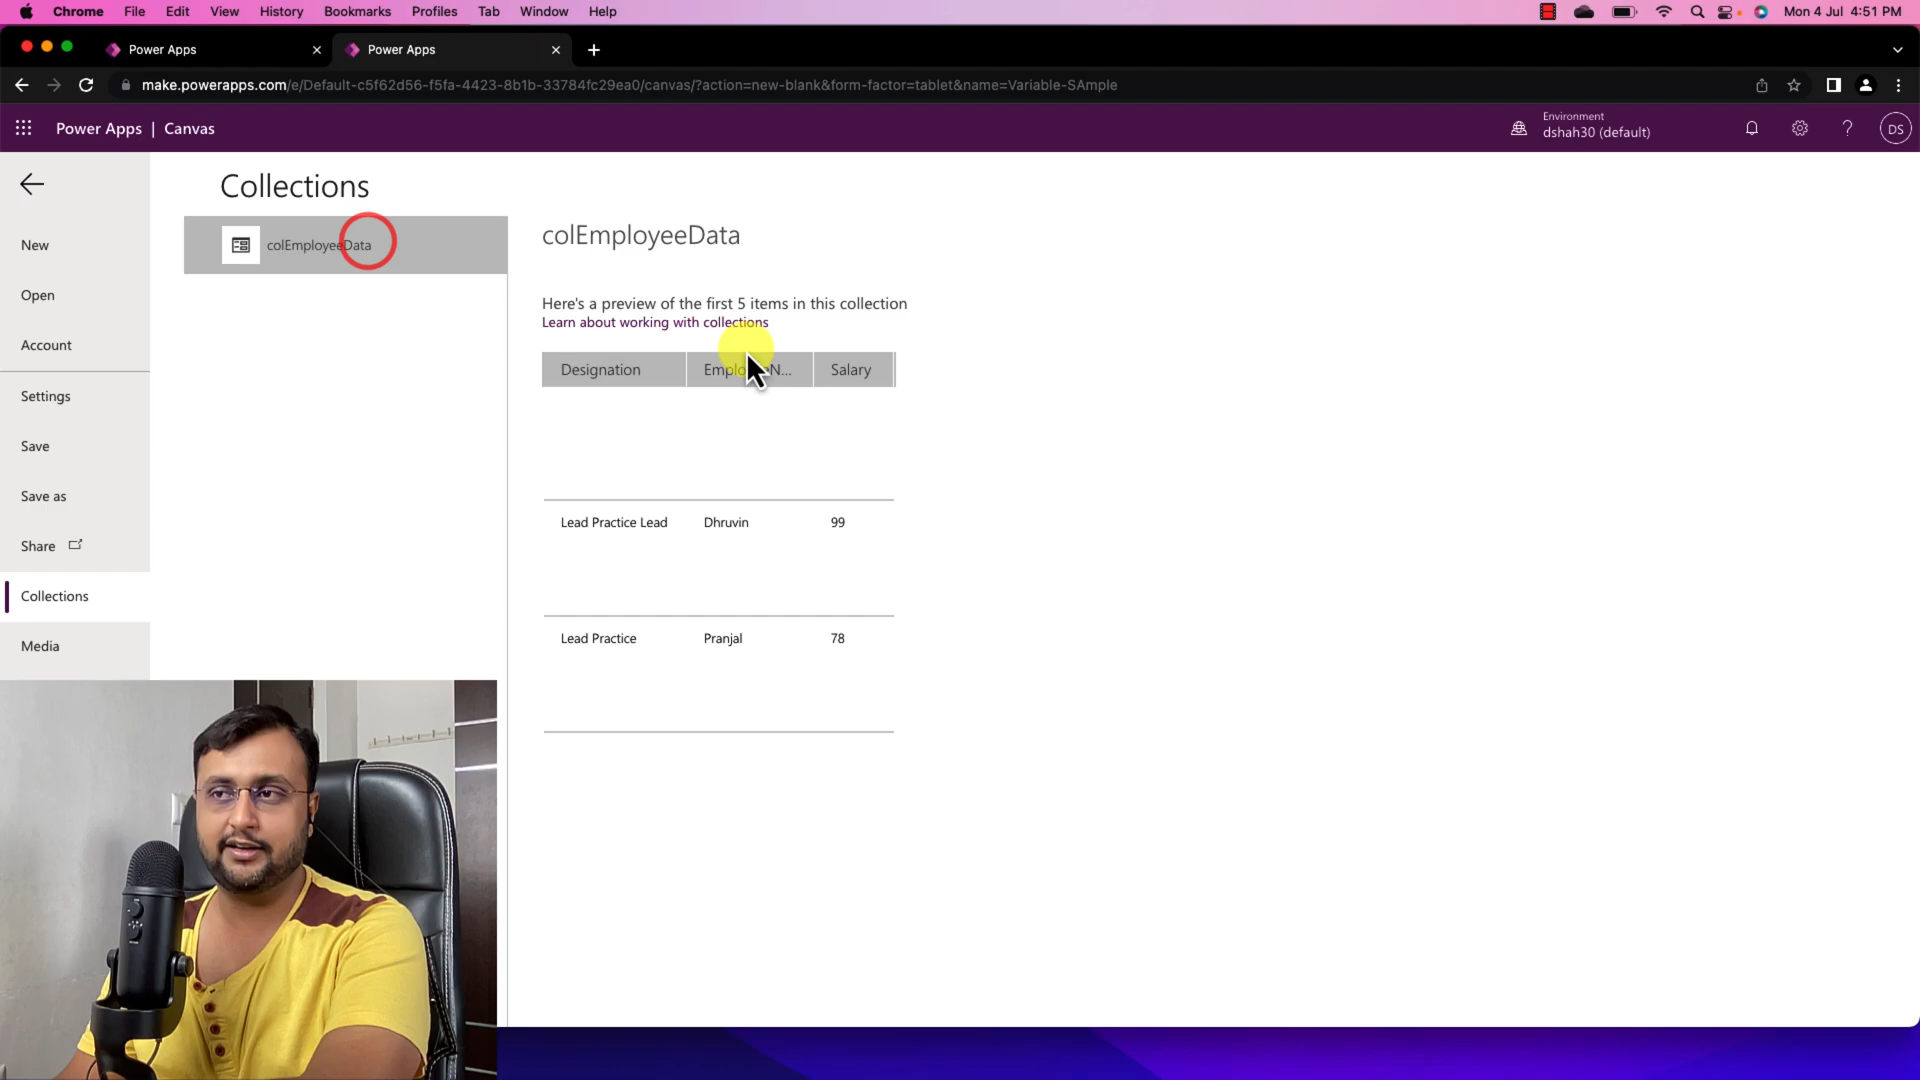 Chrome File Edit View History Bookmarks Profiles Tab Window Help Mon 4 Jul 4:51 PM
Power Apps Power Apps
make.powerapps.com/e/Default-c5f62d56-f5fa-4423-8b1b-33784fc29ea0/canvas/?action=new-blank&form-factor=tablet&name=Variable-SAmple
Power Apps | Canvas
Environment
dshah30 (default)
? DS
New
Open
Account
Settings
Save
Save as
Share
Collections
Media
Collections
colEmployeeData
colEmployeeData
Here's a preview of the first 5 items in this collection
Learn about working with collections
Designation EmployeeN... Salary
Lead Practice Lead Dhruvin 99
Lead Practice Pranjal 78